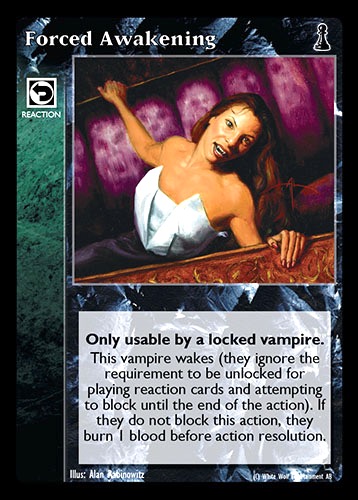 Forced Awakening
REACTION
Only usable by a locked vampire.
This vampire wakes (they ignore the
requirement to be unlocked for
playing reaction cards and attempting
to block until the end of the action). If
they do not block this action, they
burn 1 blood before action resolution.
Illus: Alan Rabinowitz
(C) White Wolf Entertainment AB